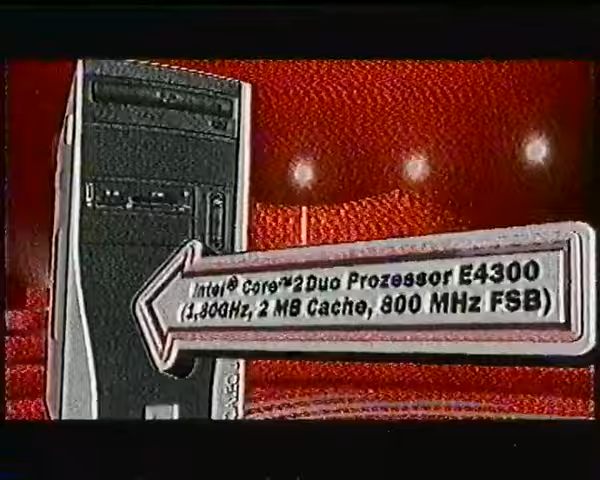 Intel® Core™2 Duo Prozessor E4300
(1,80GHz, 2 MB Cache, 800 MHz FSB)